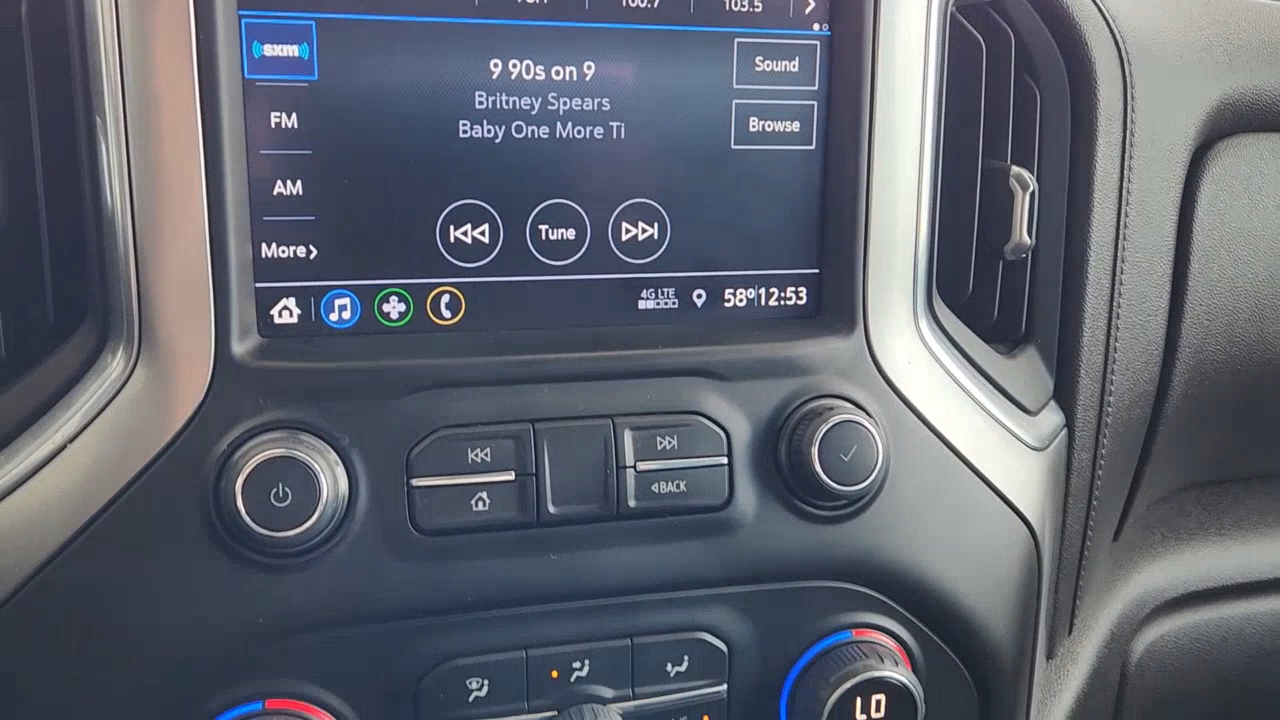 103.5
sxm
9 90s on 9
Sound
Britney Spears
FM
Browse
Baby One More Ti
AM
Tune
More
4G LTE
58° 12:53
BACK
LO